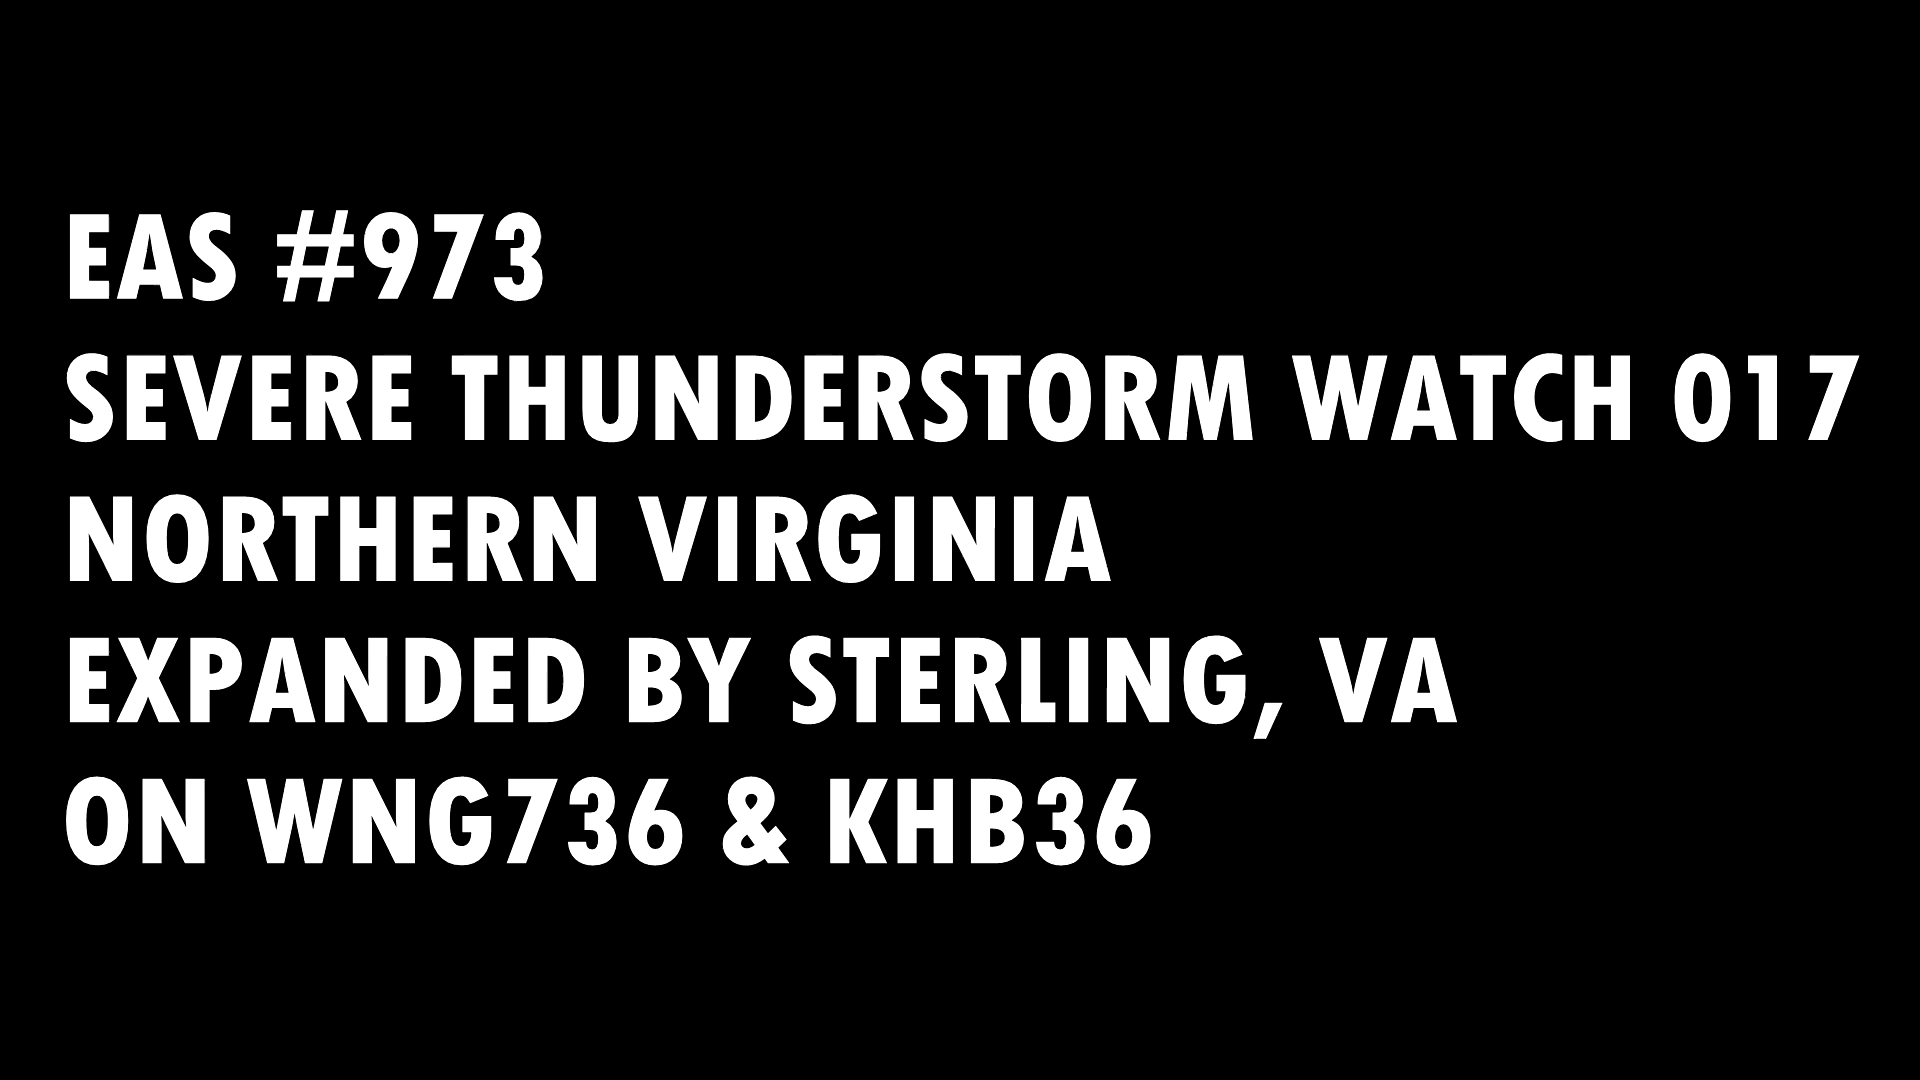 EAS #973
SEVERE THUNDERSTORM WATCH 017
NORTHERN VIRGINIA
EXPANDED BY STERLING, VA
ON WNG736 & KHB36